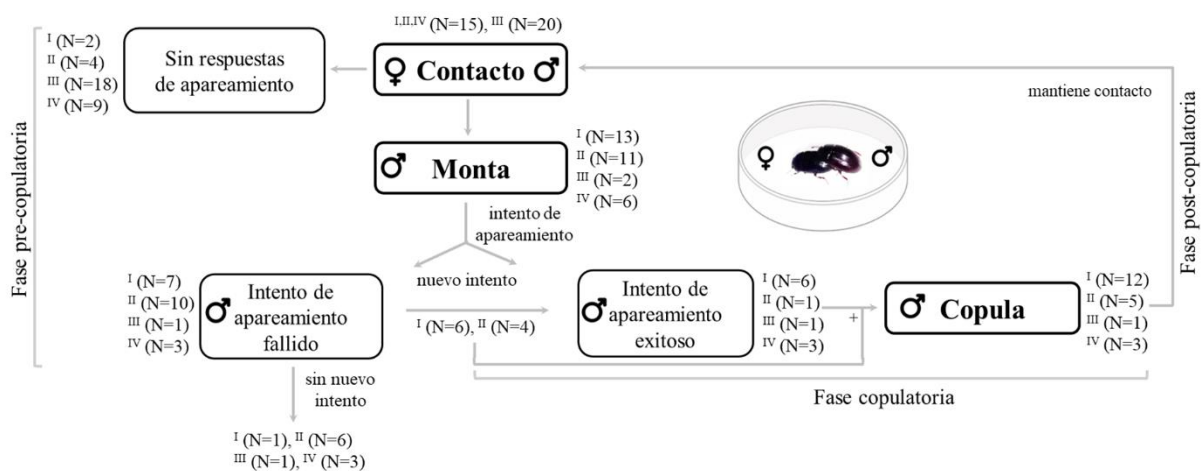 I,II,IV (N=15), III (N=20)
I (N=2)
II (N=4)
III (N=18)
IV (N=9)
Sin respuestas
de apareamiento
♀ Contacto ♂
mantiene contacto
Fase pre-copulatoria
♂ Monta
I (N=13)
II (N=11)
III (N=2)
IV (N=6)
♀ ♂
Fase post-copulatoria
intento de
apareamiento
nuevo intento
I (N=7)
II (N=10)
III (N=1)
IV (N=3)
♂ Intento de
apareamiento
fallido
I (N=6), II (N=4)
♂ Intento de
apareamiento
exitoso
I (N=6)
II (N=1)
III (N=1)
IV (N=3)
+
♂ Copula
I (N=12)
II (N=5)
III (N=1)
IV (N=3)
sin nuevo
intento
Fase copulatoria
I (N=1), II (N=6)
III (N=1), IV (N=3)